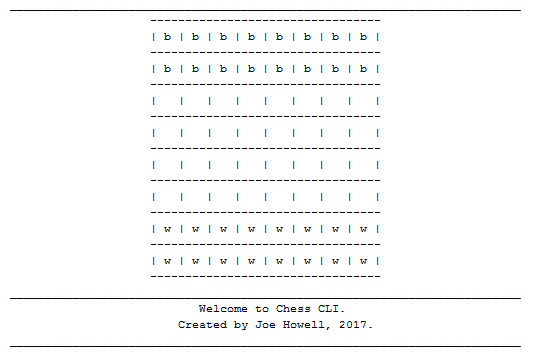 | b | b | b | b | b | b | b | b |
| b | b | b | b | b | b | b | b |
| w | w | w | w | w | w | w | w |
| w | w | w | w | w | w | w | w |
Welcome to Chess CLI.
Created by Joe Howell, 2017.